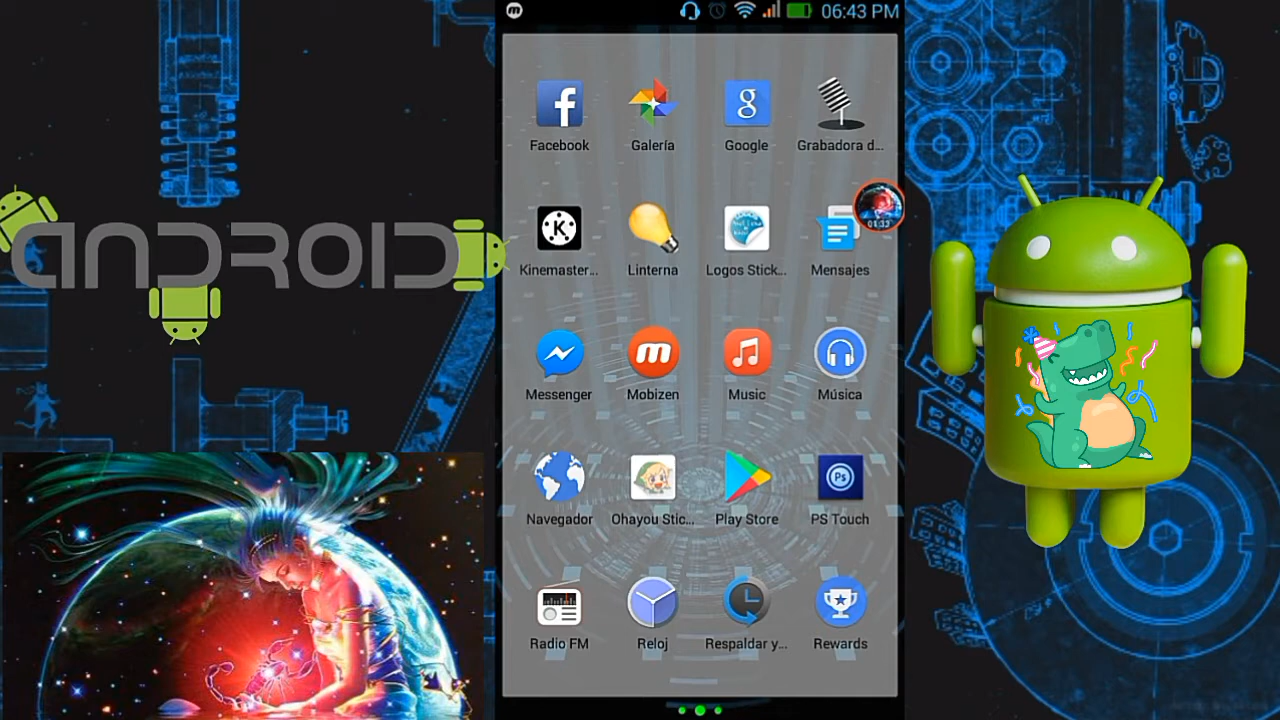 06:43 PM
ANDROID
Facebook
Galería
Google
Grabadora d...
01:33
Kinemaster...
Linterna
Logos Stick...
Mensajes
Messenger
Mobizen
Music
Música
Navegador
Ohayou Stic...
Play Store
Ps
PS Touch
Radio FM
Reloj
Respaldar y...
Rewards